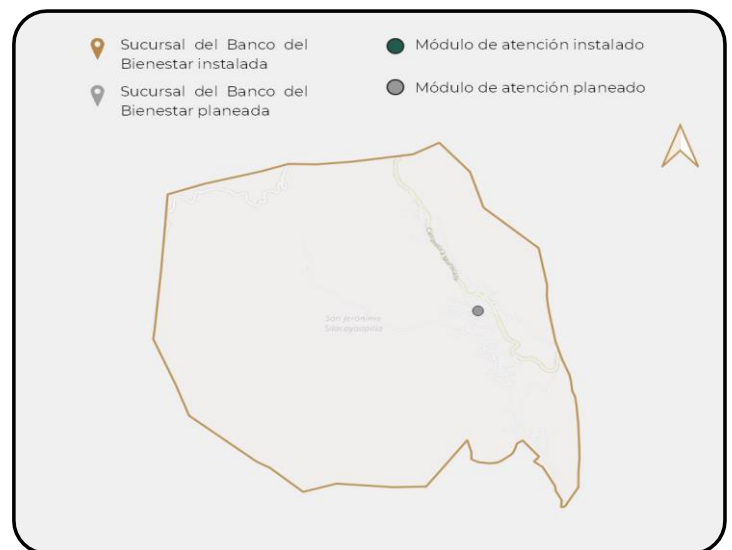 Sucursal del Banco del
Bienestar instalada
Sucursal del Banco del
Bienestar planeada
Módulo de atención instalado
Módulo de atención planeado
San Jerónimo
Silacayoapilla